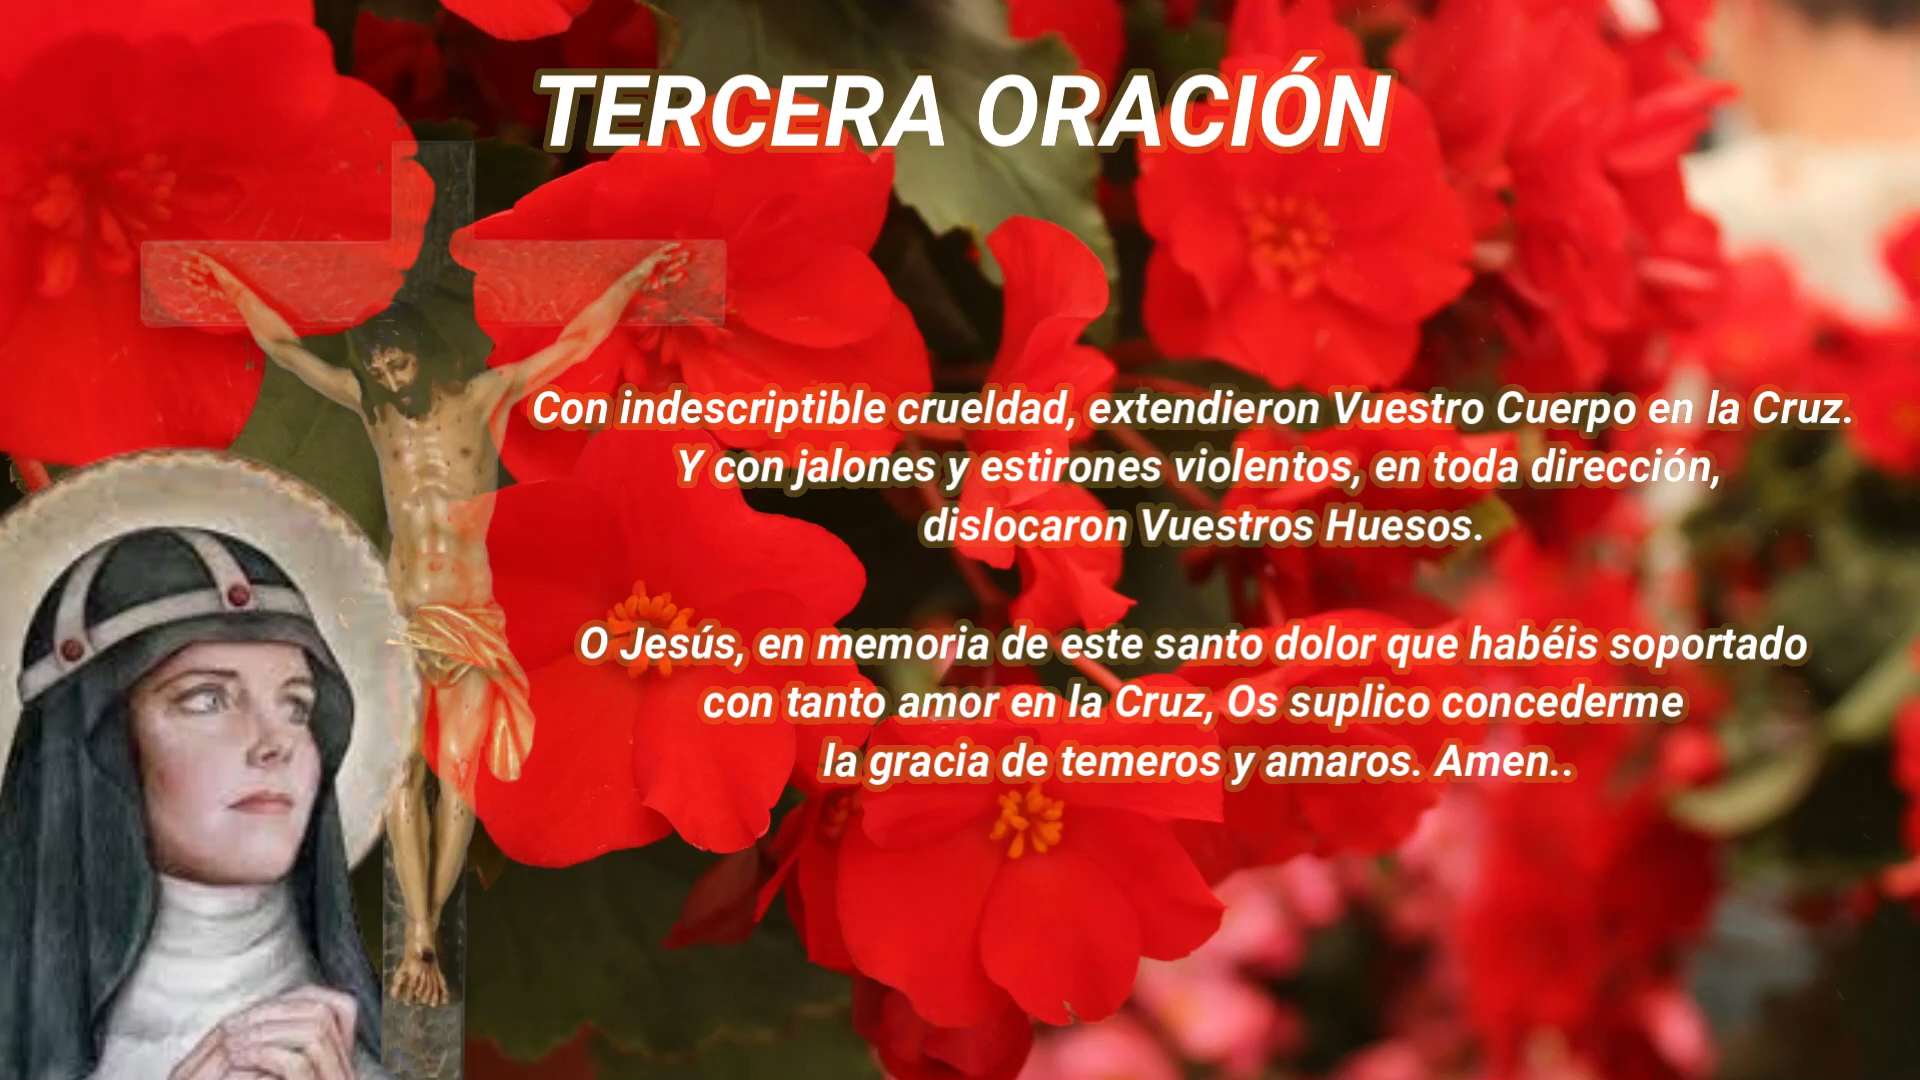 TERCERA ORACIÓN
Con indescriptible crueldad, extendieron Vuestro Cuerpo en la Cruz.
Y con jalones y estirones violentos, en toda dirección,
dislocaron Vuestros Huesos.
O Jesús, en memoria de este santo dolor que habéis soportado
con tanto amor en la Cruz, Os suplico concederme
la gracia de temeros y amaros. Amen..